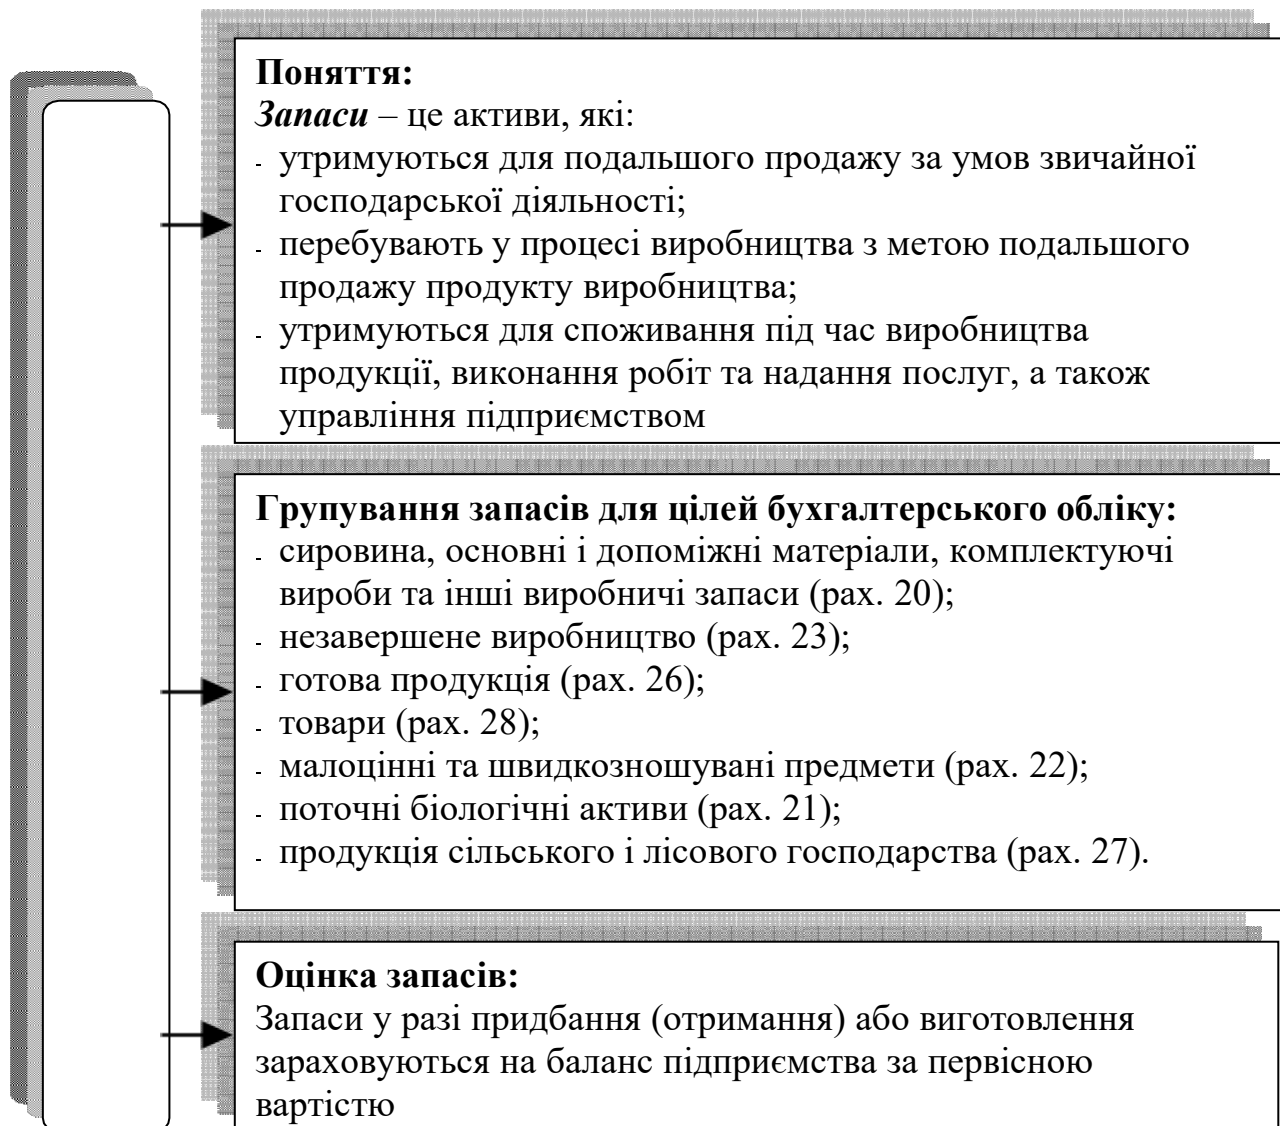 Поняття:
Запаси – це активи, які:
- утримуються для подальшого продажу за умов звичайної
господарської діяльності;
- перебувають у процесі виробництва з метою подальшого
продажу продукту виробництва;
- утримуються для споживання під час виробництва
продукції, виконання робіт та надання послуг, а також
управління підприємством
Групування запасів для цілей бухгалтерського обліку:
- сировина, основні і допоміжні матеріали, комплектуючі
вироби та інші виробничі запаси (рах. 20);
- незавершене виробництво (рах. 23);
- готова продукція (рах. 26);
- товари (рах. 28);
- малоцінні та швидкозношувані предмети (рах. 22);
- поточні біологічні активи (рах. 21);
- продукція сільського і лісового господарства (рах. 27).
Оцінка запасів:
Запаси у разі придбання (отримання) або виготовлення
зараховуються на баланс підприємства за первісною
вартістю